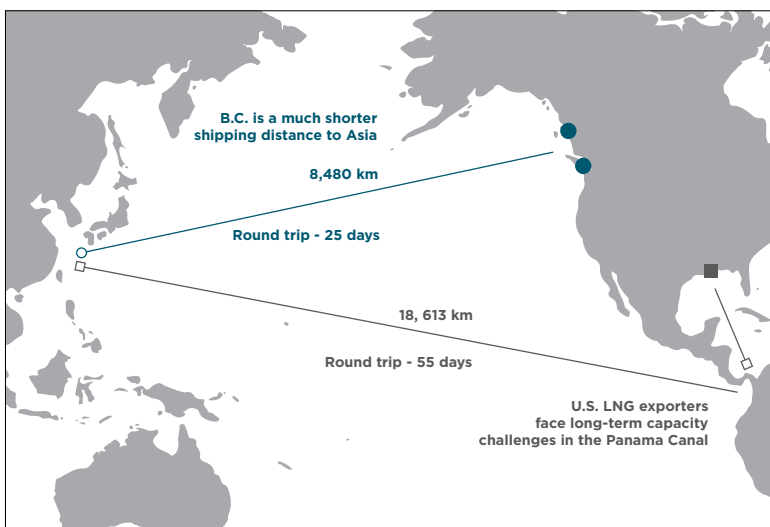 B.C. is a much shorter
shipping distance to Asia
8,480 km
Round trip - 25 days
18, 613 km
Round trip - 55 days
U.S. LNG exporters
face long-term capacity
challenges in the Panama Canal